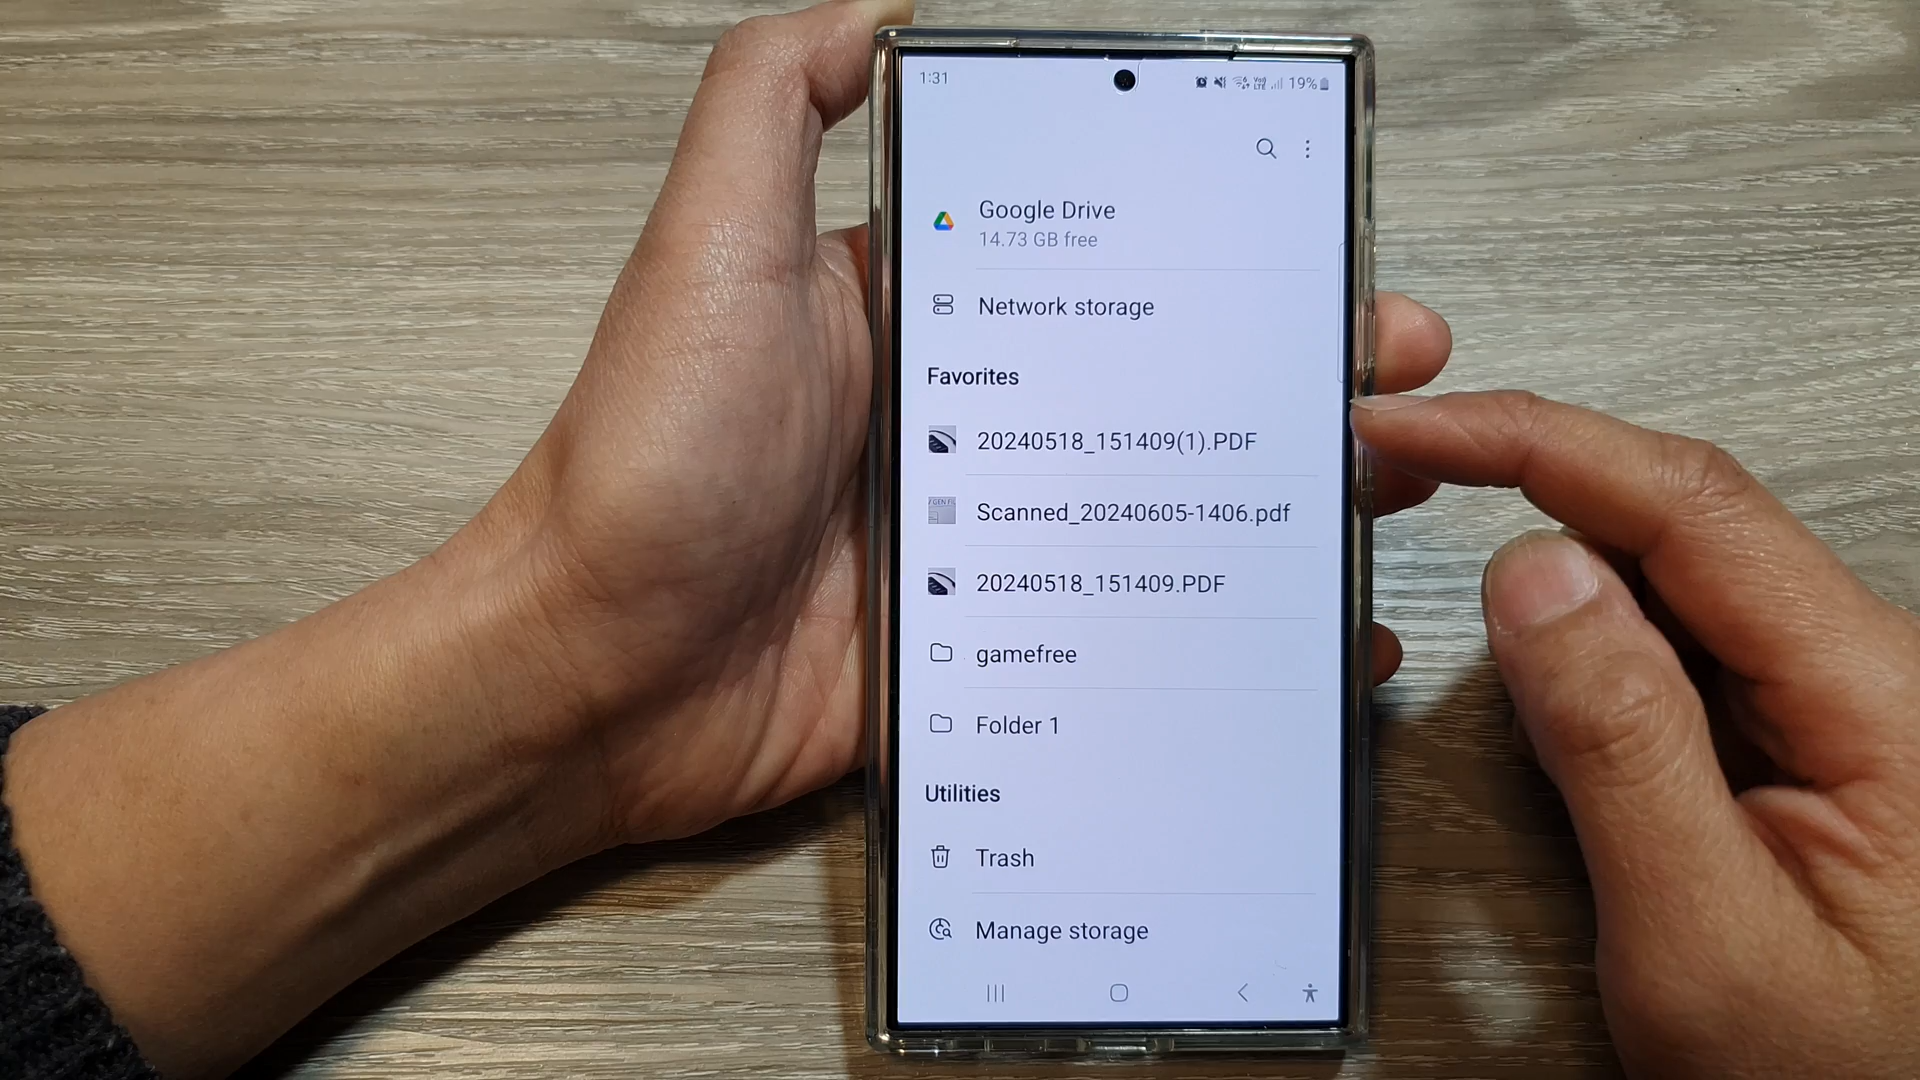 1:31
19%
Google Drive
14.73 GB free
Network storage
Favorites
20240518_151409(1).PDF
Scanned_20240605-1406.pdf
20240518_151409.PDF
gamefree
Folder 1
Utilities
Trash
Manage storage